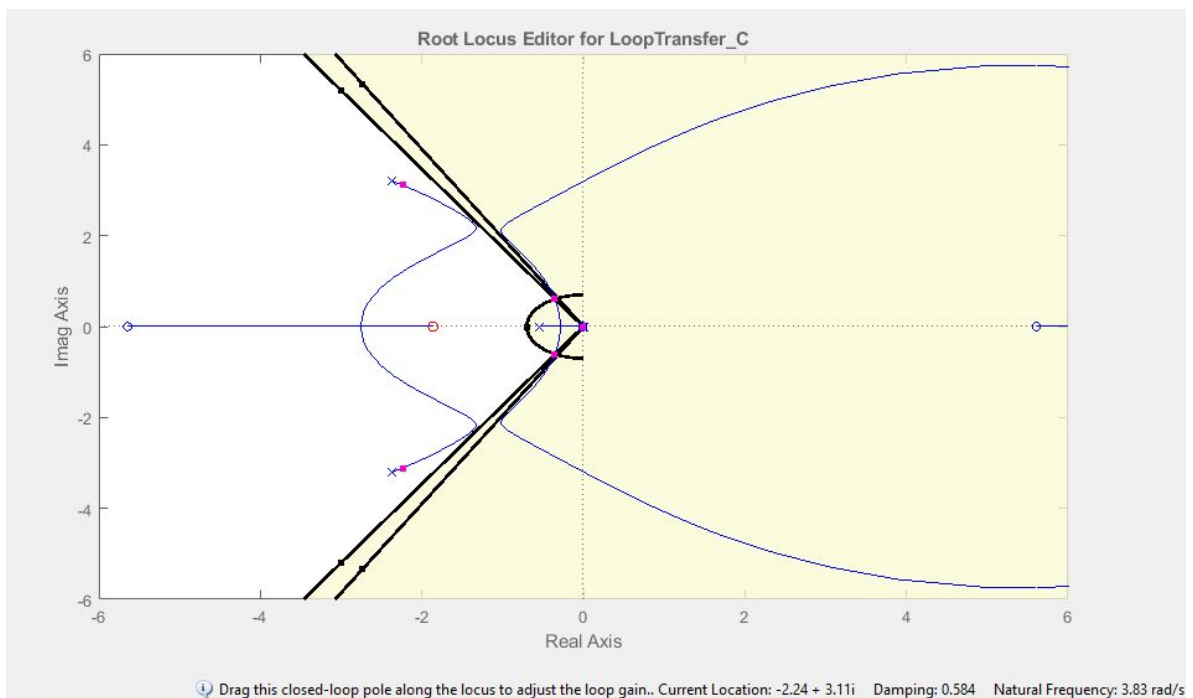 Root Locus Editor for LoopTransfer_C
6
4
2
0
-2
-4
-6
Imag Axis
-6 -4 -2 0 2 4 6
Real Axis
Drag this closed-loop pole along the locus to adjust the loop gain.. Current Location: -2.24 + 3.11i Damping: 0.584 Natural Frequency: 3.83 rad/s